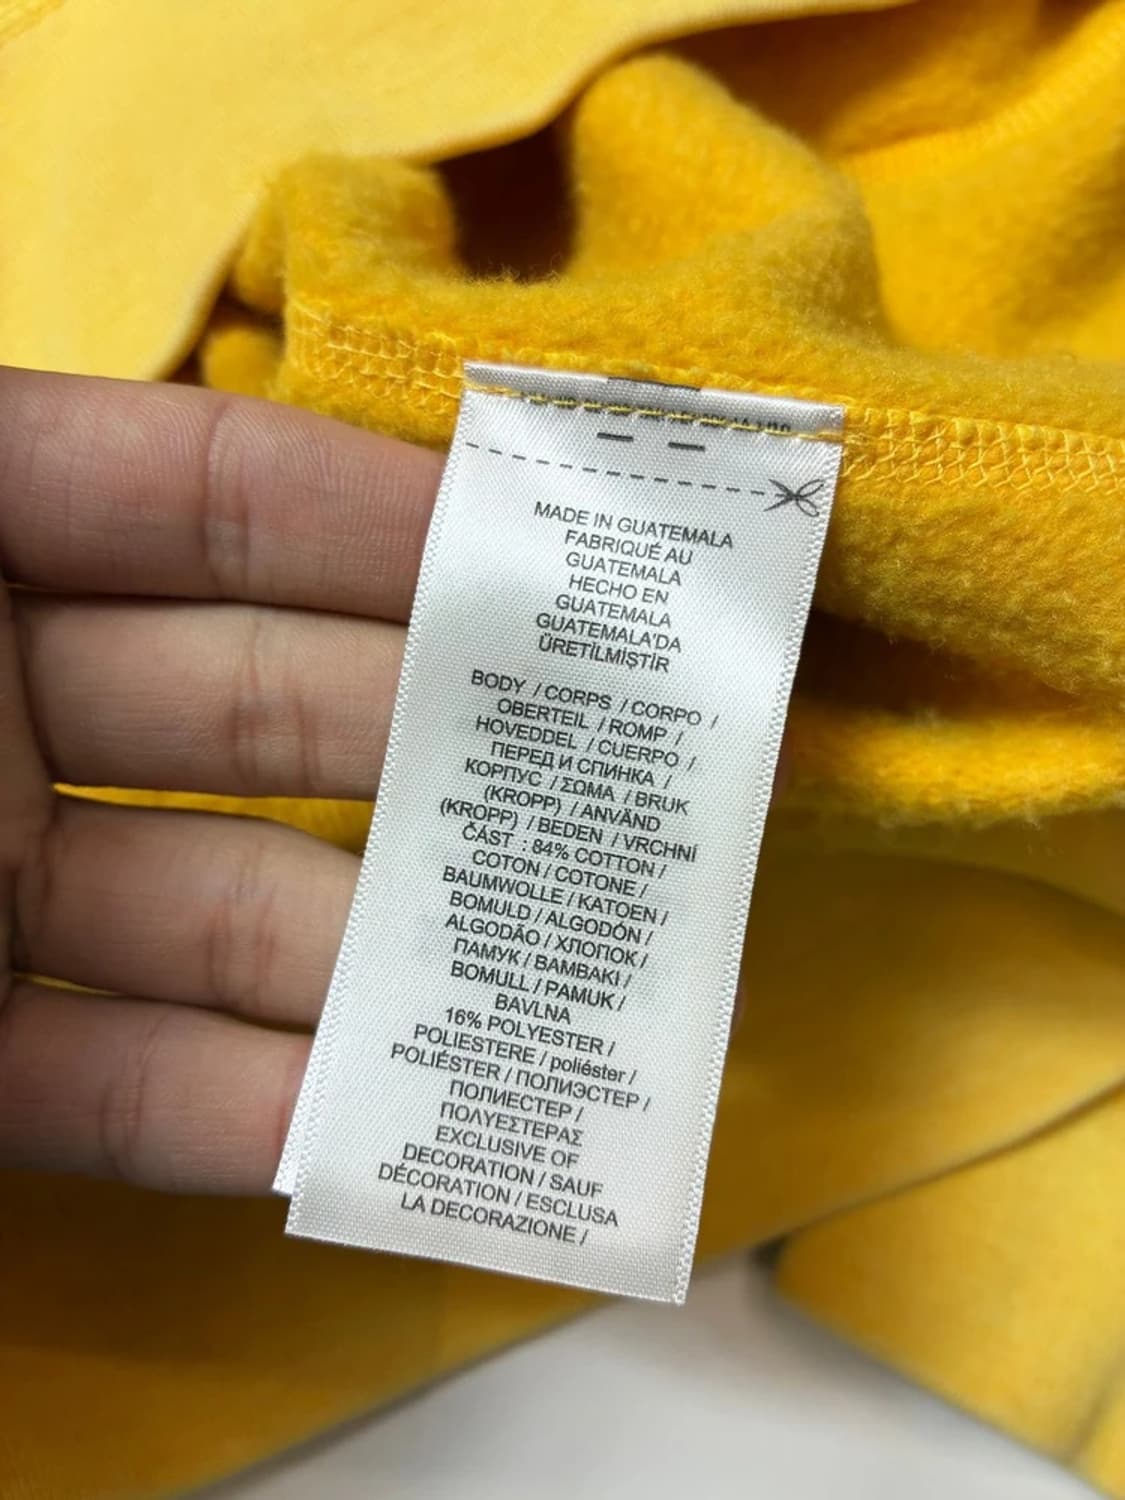 MADE IN GUATEMALA
FABRIQUÉ AU
GUATEMALA
HECHO EN
GUATEMALA
GUATEMALA'DA
ÜRETİLMİŞTİR
BODY / CORPS / CORPO /
OBERTEIL / ROMP /
HOVEDDEL / CUERPO /
ПЕРЕД И СПИНКА /
КОРПУС / ΣΩΜΑ / BRUK
(KROPP) / ANVÄND
(KROPP) / BEDEN / VRCHNÍ
ČÁST : 84% COTTON /
COTON / COTONE /
BAUMWOLLE / KATOEN /
BOMULD / ALGODÓN /
ALGODÃO / ХЛОПОК /
ПАМУК / BAMBAKI /
BOMULL / PAMUK /
BAVLNA
16% POLYESTER /
POLIESTERE / poliéster /
POLIÉSTER / ПОЛИЭСТЕР /
ПОЛИЕСТЕР /
ΠΟΛΥΕΣΤΕΡΑΣ
EXCLUSIVE OF
DECORATION / SAUF
DÉCORATION / ESCLUSA
LA DECORAZIONE /